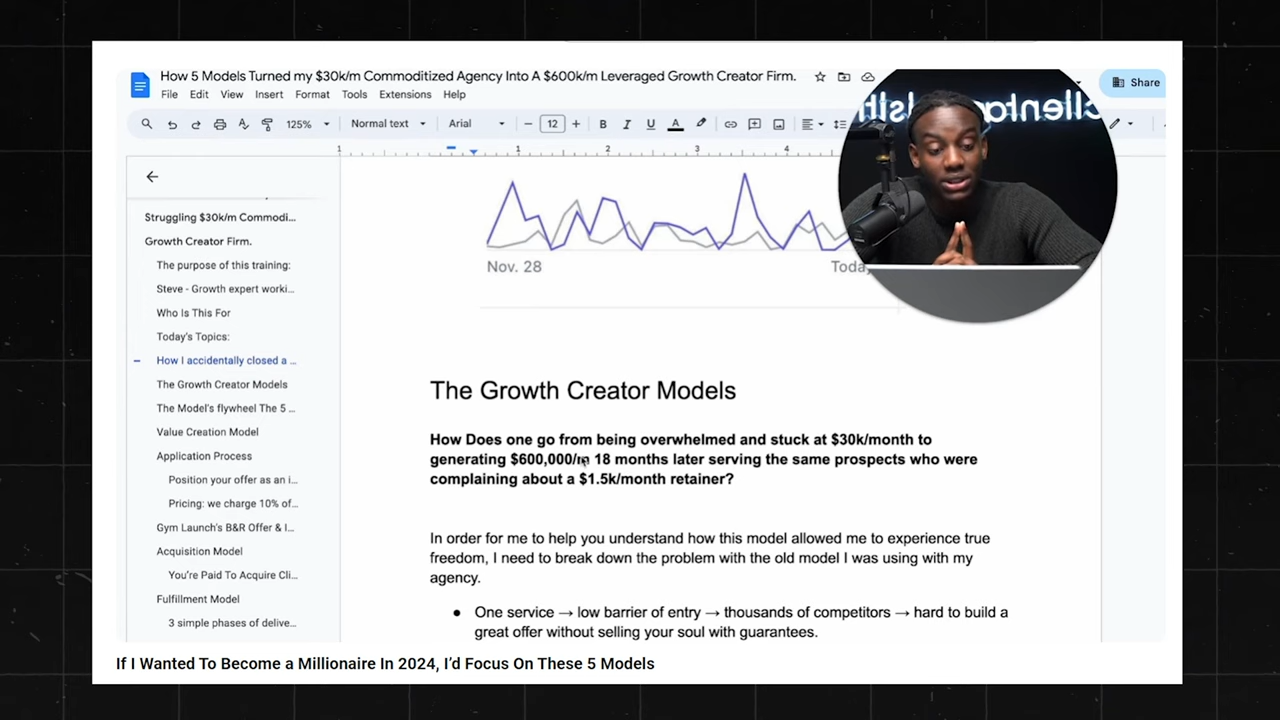 How 5 Models Turned my $30k/m Commoditized Agency Into A $600k/m Leveraged Growth Creator Firm.
File Edit View Insert Format Tools Extensions Help
Share
125% Normal text Arial 12
1 1 2 3 4
Struggling $30k/m Commodi...
Growth Creator Firm.
The purpose of this training:
Steve - Growth expert worki...
Who Is This For
Today's Topics:
How I accidentally closed a ...
The Growth Creator Models
The Model's flywheel The 5 ...
Value Creation Model
Application Process
Position your offer as an i...
Pricing: we charge 10% of...
Gym Launch's B&R Offer & I...
Acquisition Model
You're Paid To Acquire Cli...
Fulfillment Model
3 simple phases of delive...
Nov. 28
The Growth Creator Models
How Does one go from being overwhelmed and stuck at $30k/month to
generating $600,000/m 18 months later serving the same prospects who were
complaining about a $1.5k/month retainer?
In order for me to help you understand how this model allowed me to experience true
freedom, I need to break down the problem with the old model I was using with my
agency.
● One service → low barrier of entry → thousands of competitors → hard to build a
great offer without selling your soul with guarantees.
If I Wanted To Become a Millionaire In 2024, I'd Focus On These 5 Models